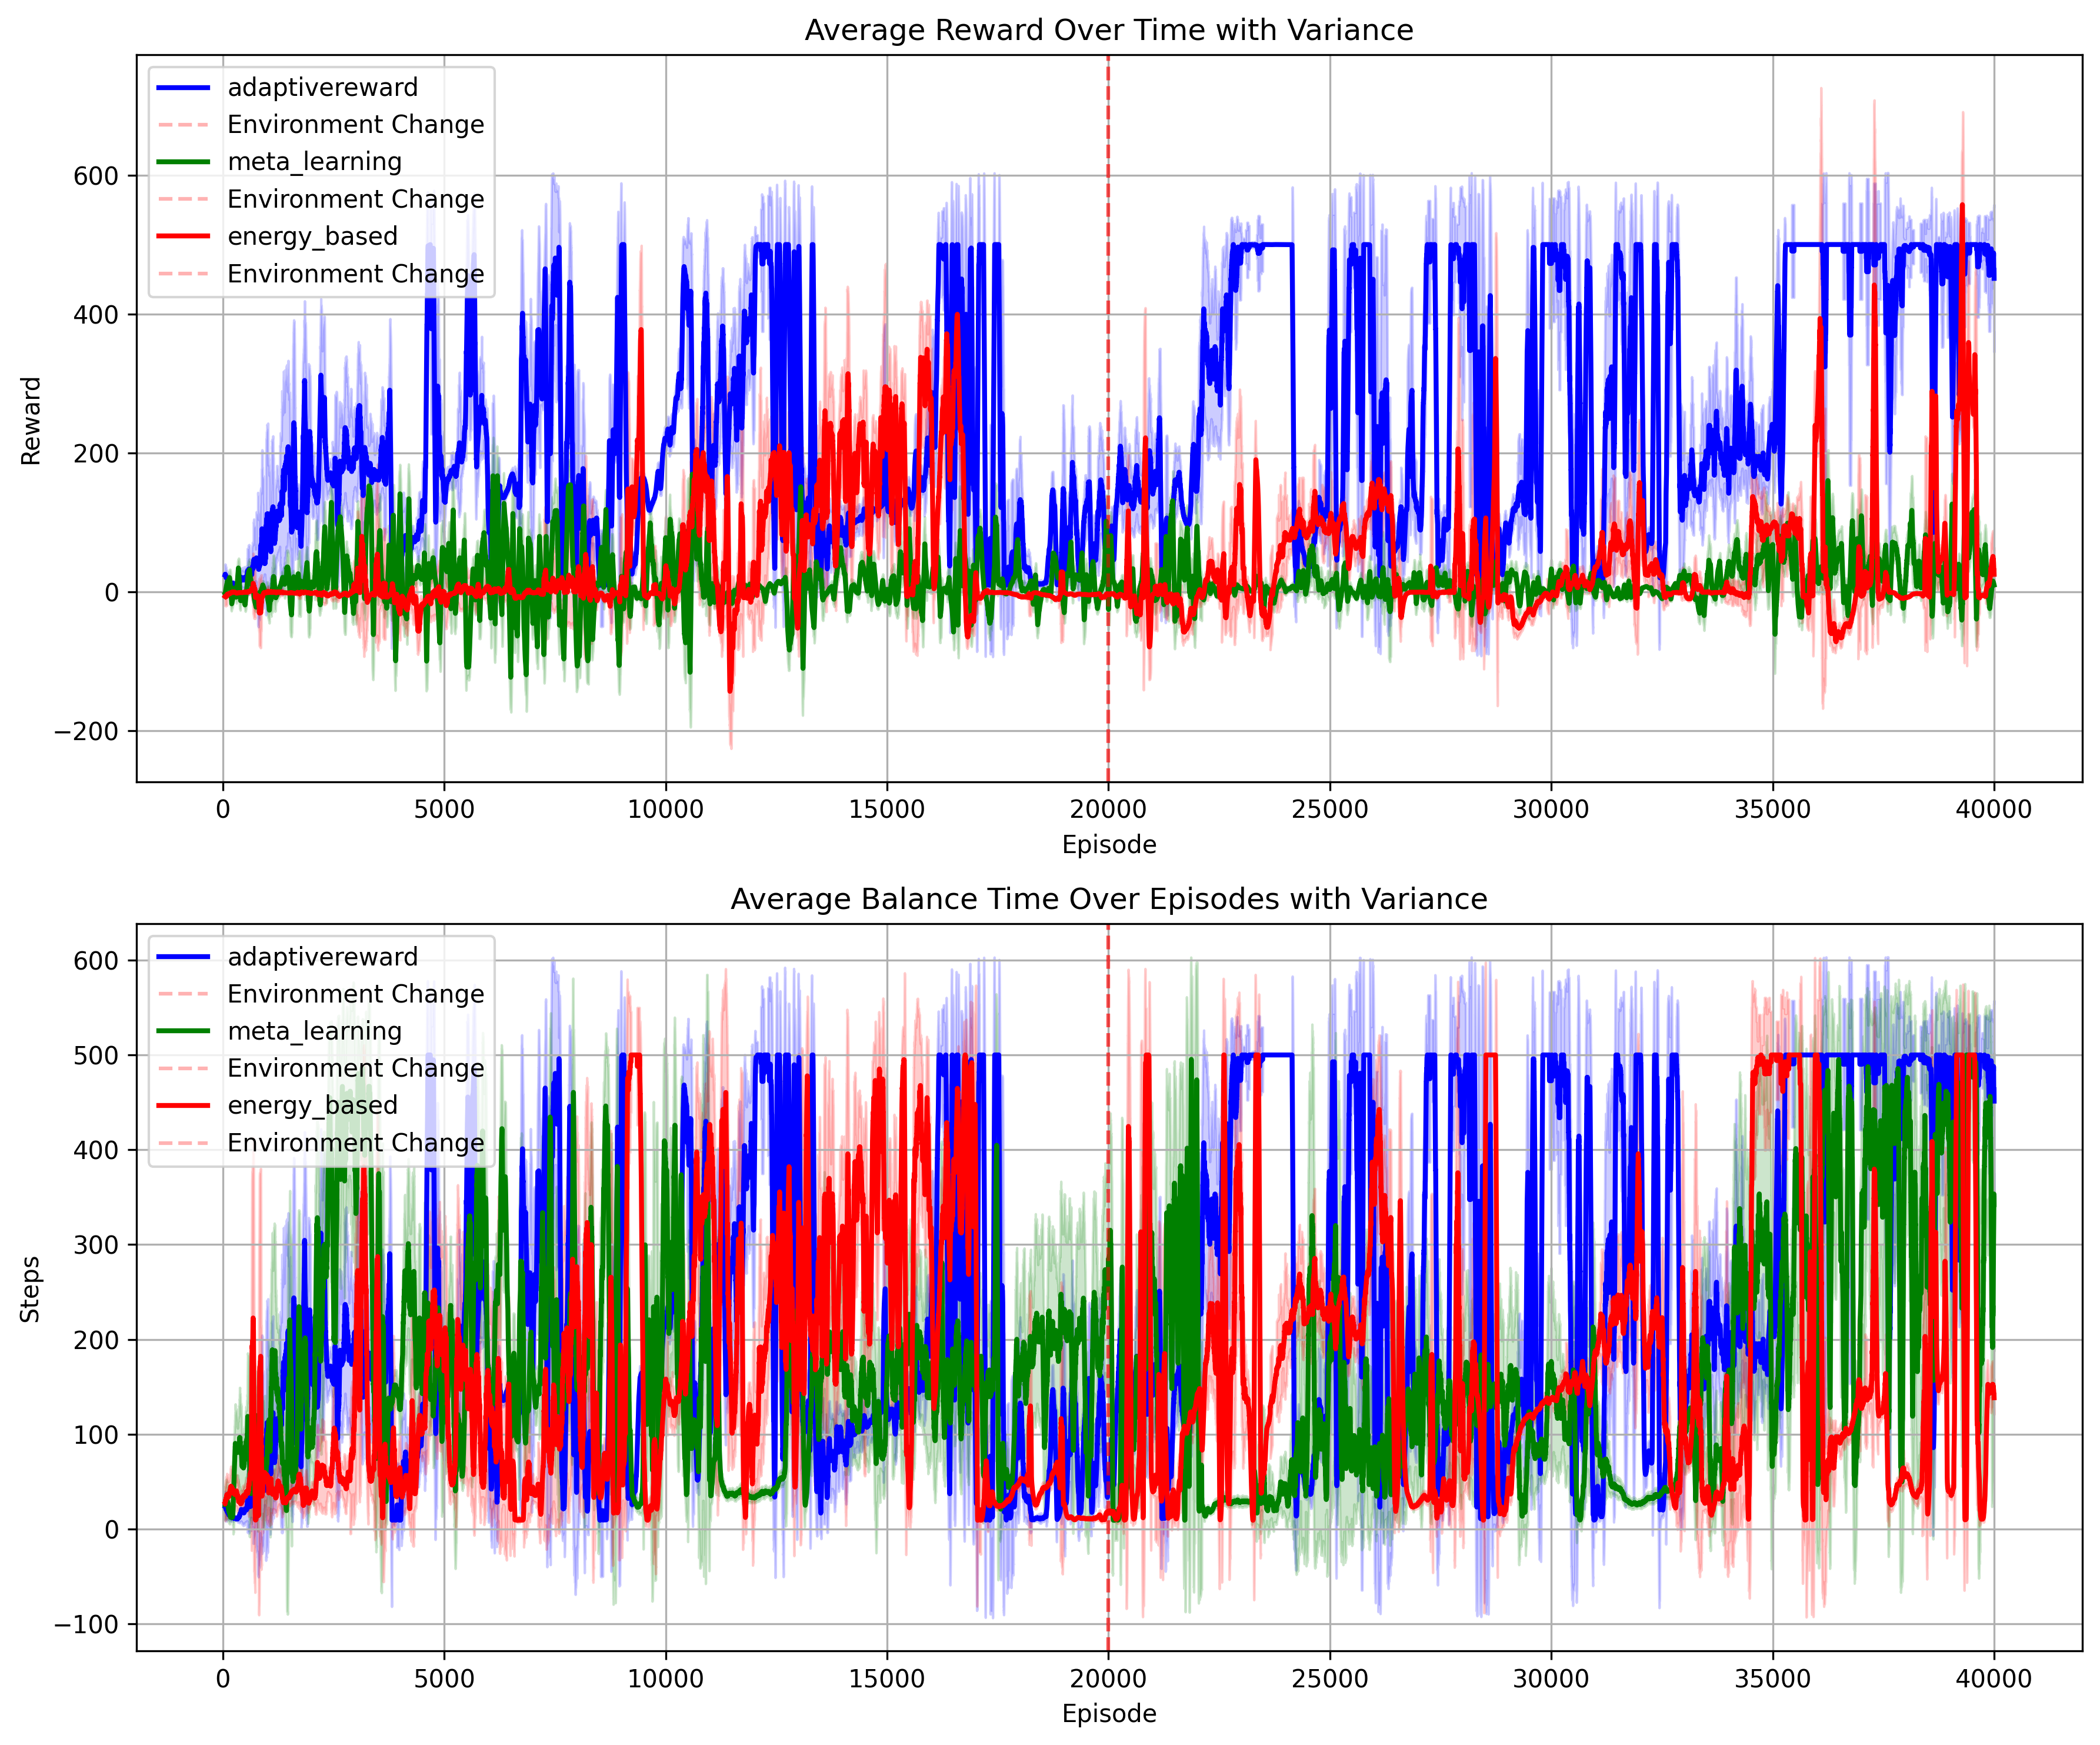 Average Reward Over Time with Variance
adaptivereward
Environment Change
meta_learning
Environment Change
energy_based
Environment Change
600
400
200
0
−200
Reward
0 5000 10000 15000 20000 25000 30000 35000 40000
Episode
Average Balance Time Over Episodes with Variance
adaptivereward
Environment Change
meta_learning
Environment Change
energy_based
Environment Change
600
500
400
300
200
100
0
−100
Steps
0 5000 10000 15000 20000 25000 30000 35000 40000
Episode